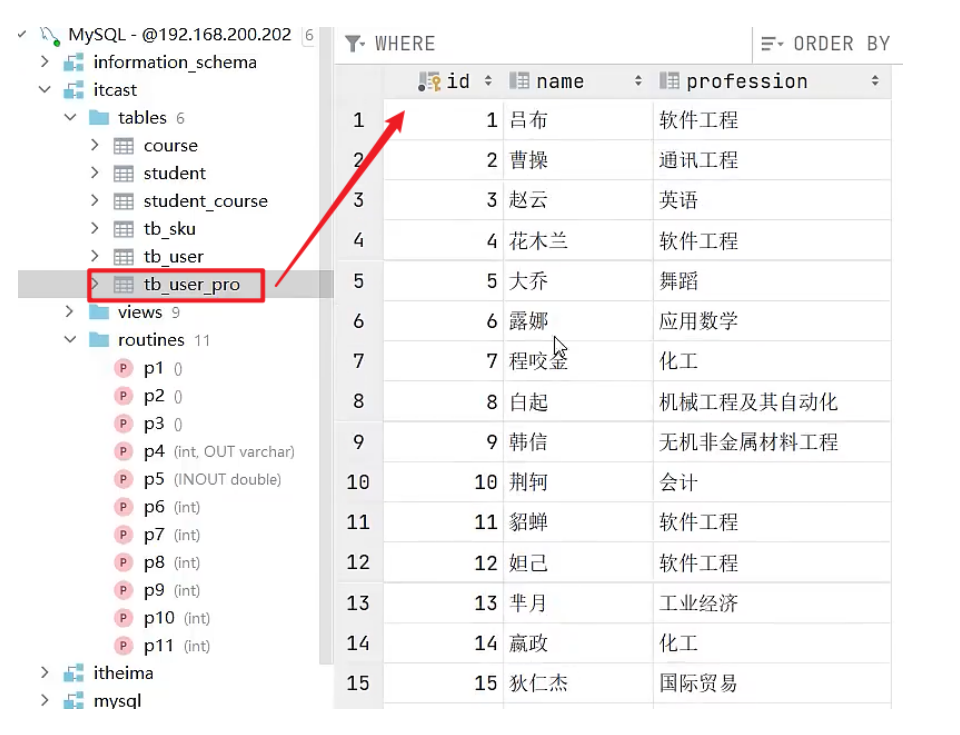 MySQL - @192.168.200.202 6
information_schema
itcast
tables 6
course
student
student_course
tb_sku
tb_user
tb_user_pro
views 9
routines 11
P p1 ()
P p2 ()
P p3 ()
P p4 (int, OUT varchar)
P p5 (INOUT double)
P p6 (int)
P p7 (int)
P p8 (int)
P p9 (int)
P p10 (int)
P p11 (int)
itheima
mysql
WHERE ORDER BY
id name profession
1 1 吕布 软件工程
2 2 曹操 通讯工程
3 3 赵云 英语
4 4 花木兰 软件工程
5 5 大乔 舞蹈
6 6 露娜 应用数学
7 7 程咬金 化工
8 8 白起 机械工程及其自动化
9 9 韩信 无机非金属材料工程
10 10 荆轲 会计
11 11 貂蝉 软件工程
12 12 妲己 软件工程
13 13 芈月 工业经济
14 14 嬴政 化工
15 15 狄仁杰 国际贸易